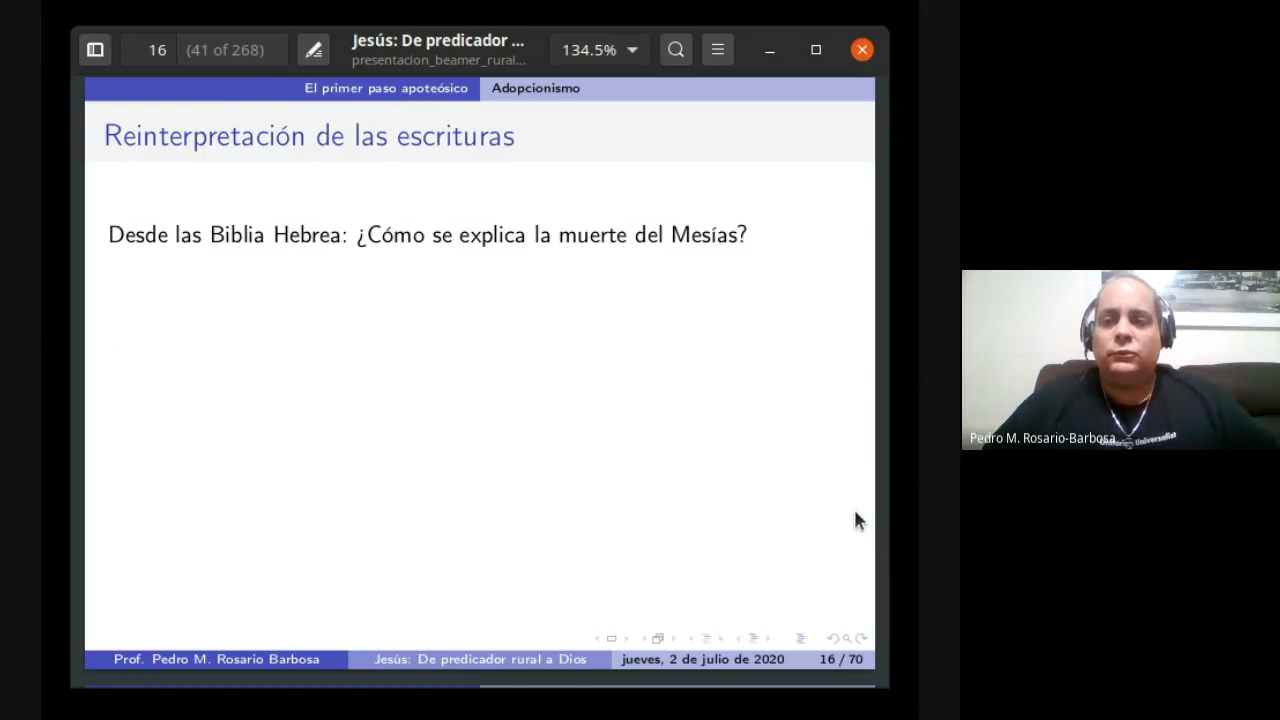 16 (41 of 268)
Jesús: De predicador ...
presentacion_beamer_rural...
134.5%
El primer paso apoteósico
Adopcionismo
Reinterpretación de las escrituras
Desde las Biblia Hebrea: ¿Cómo se explica la muerte del Mesías?
Prof. Pedro M. Rosario Barbosa
Jesús: De predicador rural a Dios
jueves, 2 de julio de 2020
16 / 70
Pedro M. Rosario-Barbosa
Unitarian Universalist